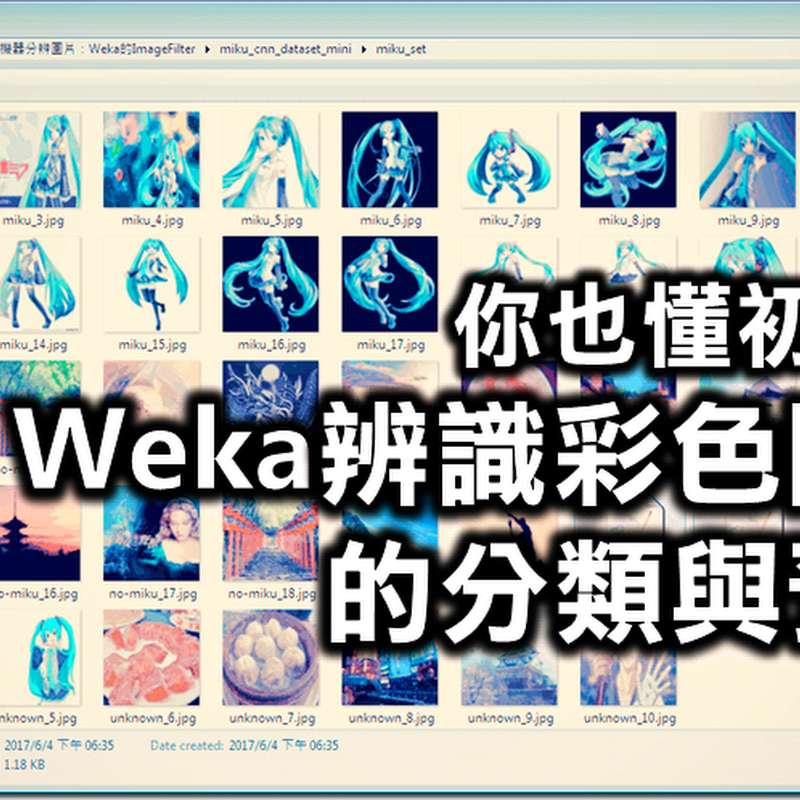 機器分辨圖片：Weka的ImageFilter ▸ miku_cnn_dataset_mini ▸ miku_set
miku_3.jpg miku_4.jpg miku_5.jpg miku_6.jpg miku_7.jpg miku_8.jpg miku_9.jpg
miku_14.jpg miku_15.jpg miku_16.jpg miku_17.jpg
你也懂初
Weka辨識彩色
的分類與
o-miku_16.jpg no-miku_17.jpg no-miku_18.jpg
nknown_5.jpg unknown_6.jpg unknown_7.jpg unknown_8.jpg unknown_9.jpg unknown_10.jpg
2017/6/4 下午 06:35 Date created: 2017/6/4 下午 06:35
1.18 KB